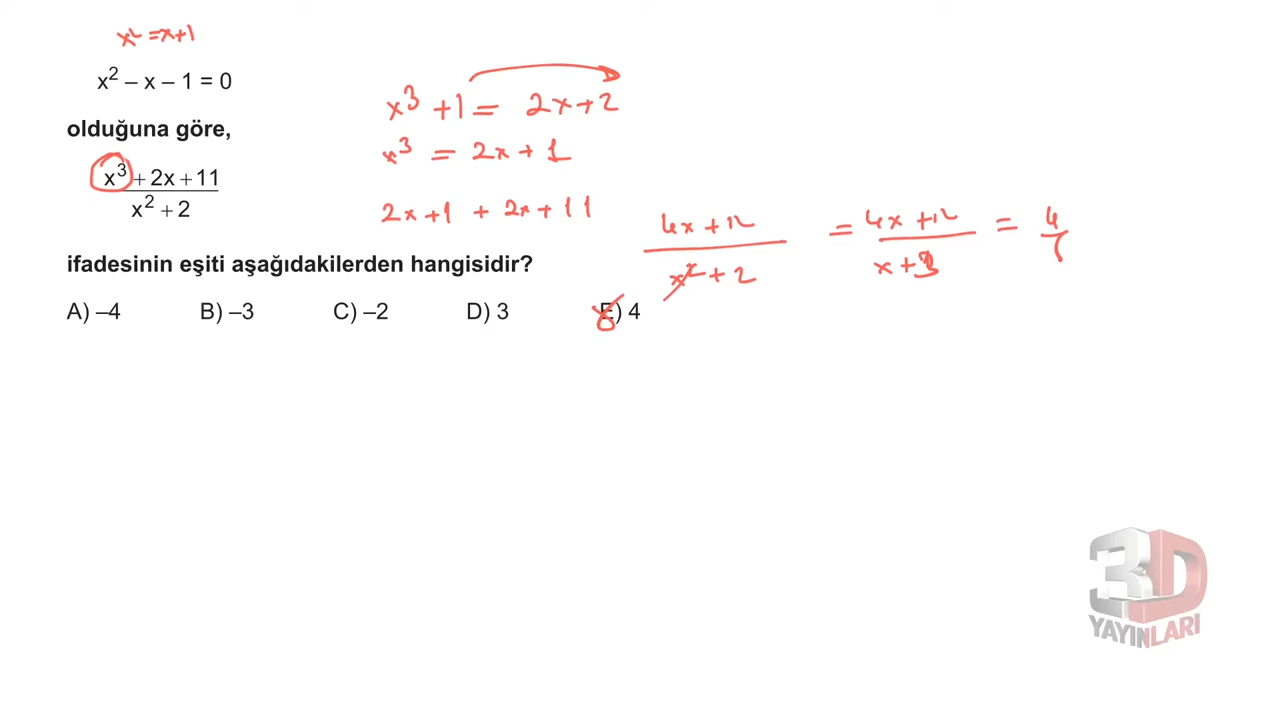 x² = x+1
x² – x – 1 = 0
olduğuna göre,
x³ + 2x + 11
x² + 2
ifadesinin eşiti aşağıdakilerden hangisidir?
A) –4 B) –3 C) –2 D) 3 E) 4
x³ + 1 = 2x + 2
x³ = 2x + 1
2x + 1 + 2x + 11
4x + 12
x² + 2
= 4x + 12
x + 3
= 4
3D
YAYINLARI